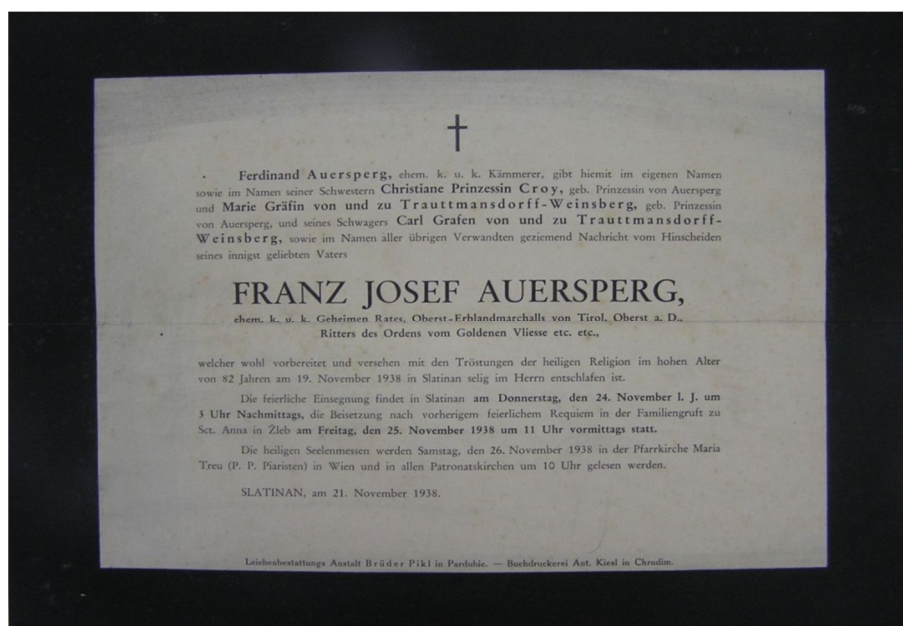 Ferdinand Auersperg, ehem. k. u. k. Kämmerer, gibt hiemit im eigenen Namen
sowie im Namen seiner Schwestern Christiane Prinzessin Croy, geb. Prinzessin von Auersperg
und Marie Gräfin von und zu Trauttmansdorff-Weinsberg, geb. Prinzessin
von Auersperg, und seines Schwagers Carl Grafen von und zu Trauttmansdorff-
Weinsberg, sowie im Namen aller übrigen Verwandten geziemend Nachricht vom Hinscheiden
seines innigst geliebten Vaters
FRANZ JOSEF AUERSPERG,
ehem. k. u. k. Geheimen Rates, Oberst-Erblandmarchalls von Tirol, Oberst a. D.,
Ritters des Ordens vom Goldenen Vliesse etc. etc.,
welcher wohl vorbereitet und versehen mit den Tröstungen der heiligen Religion im hohen Alter
von 82 Jahren am 19. November 1938 in Slatinan selig im Herrn entschlafen ist.
Die feierliche Einsegnung findet in Slatinan am Donnerstag, den 24. November l. J. um
3 Uhr Nachmittags, die Beisetzung nach vorherigem feierlichem Requiem in der Familiengruft zu
Sct. Anna in Žleb am Freitag, den 25. November 1938 um 11 Uhr vormittags statt.
Die heiligen Seelenmessen werden Samstag, den 26. November 1938 in der Pfarrkirche Maria
Treu (P. P. Piaristen) in Wien und in allen Patronatskirchen um 10 Uhr gelesen werden.
SLATINAN, am 21. November 1938.
Leichenbestattungs Anstalt Brüder Pikl in Pardubic. — Buchdruckerei Ant. Kiesl in Chrudim.